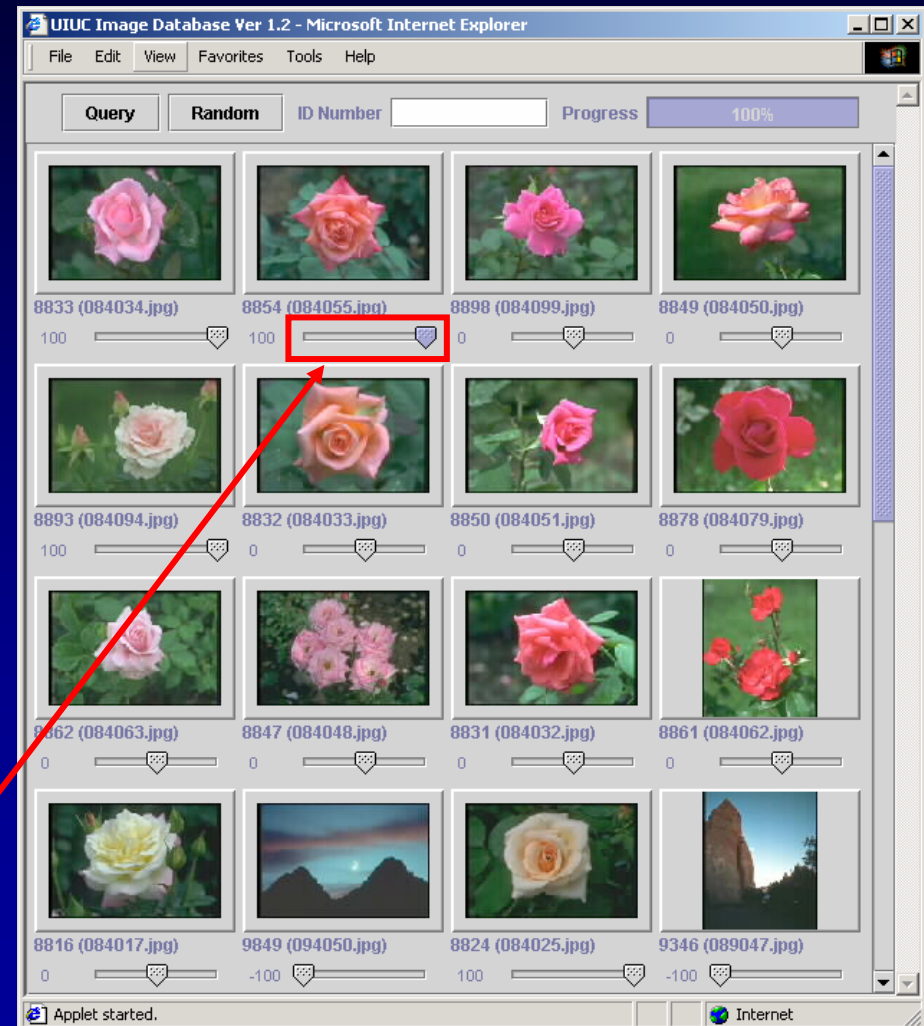 UIUC Image Database Ver 1.2 - Microsoft Internet Explorer
File Edit View Favorites Tools Help
Query Random ID Number Progress 100%
8833 (084034.jpg) 8854 (084055.jpg) 8898 (084099.jpg) 8849 (084050.jpg)
100 100 0 0
8893 (084094.jpg) 8832 (084033.jpg) 8850 (084051.jpg) 8878 (084079.jpg)
100 0 0 0
8862 (084063.jpg) 8847 (084048.jpg) 8831 (084032.jpg) 8861 (084062.jpg)
0 0 0 0
8816 (084017.jpg) 9849 (094050.jpg) 8824 (084025.jpg) 9346 (089047.jpg)
0 -100 100 -100
Applet started. Internet